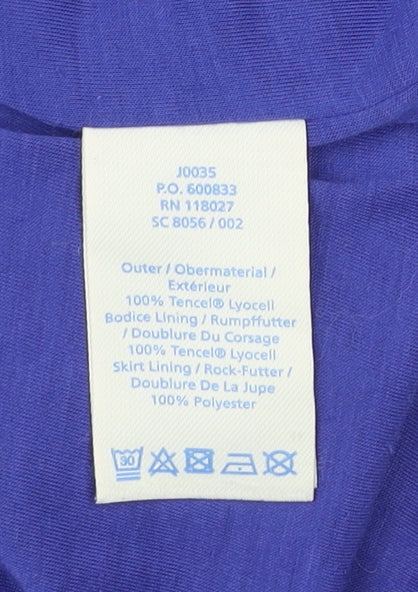 J0035
P.O. 600833
RN 118027
SC 8056 / 002
Outer / Obermaterial /
Extérieur
100% Tencel® Lyocell
Bodice Lining / Rumpffutter
/ Doublure Du Corsage
100% Tencel® Lyocell
Skirt Lining / Rock-Futter /
Doublure De La Jupe
100% Polyester
30